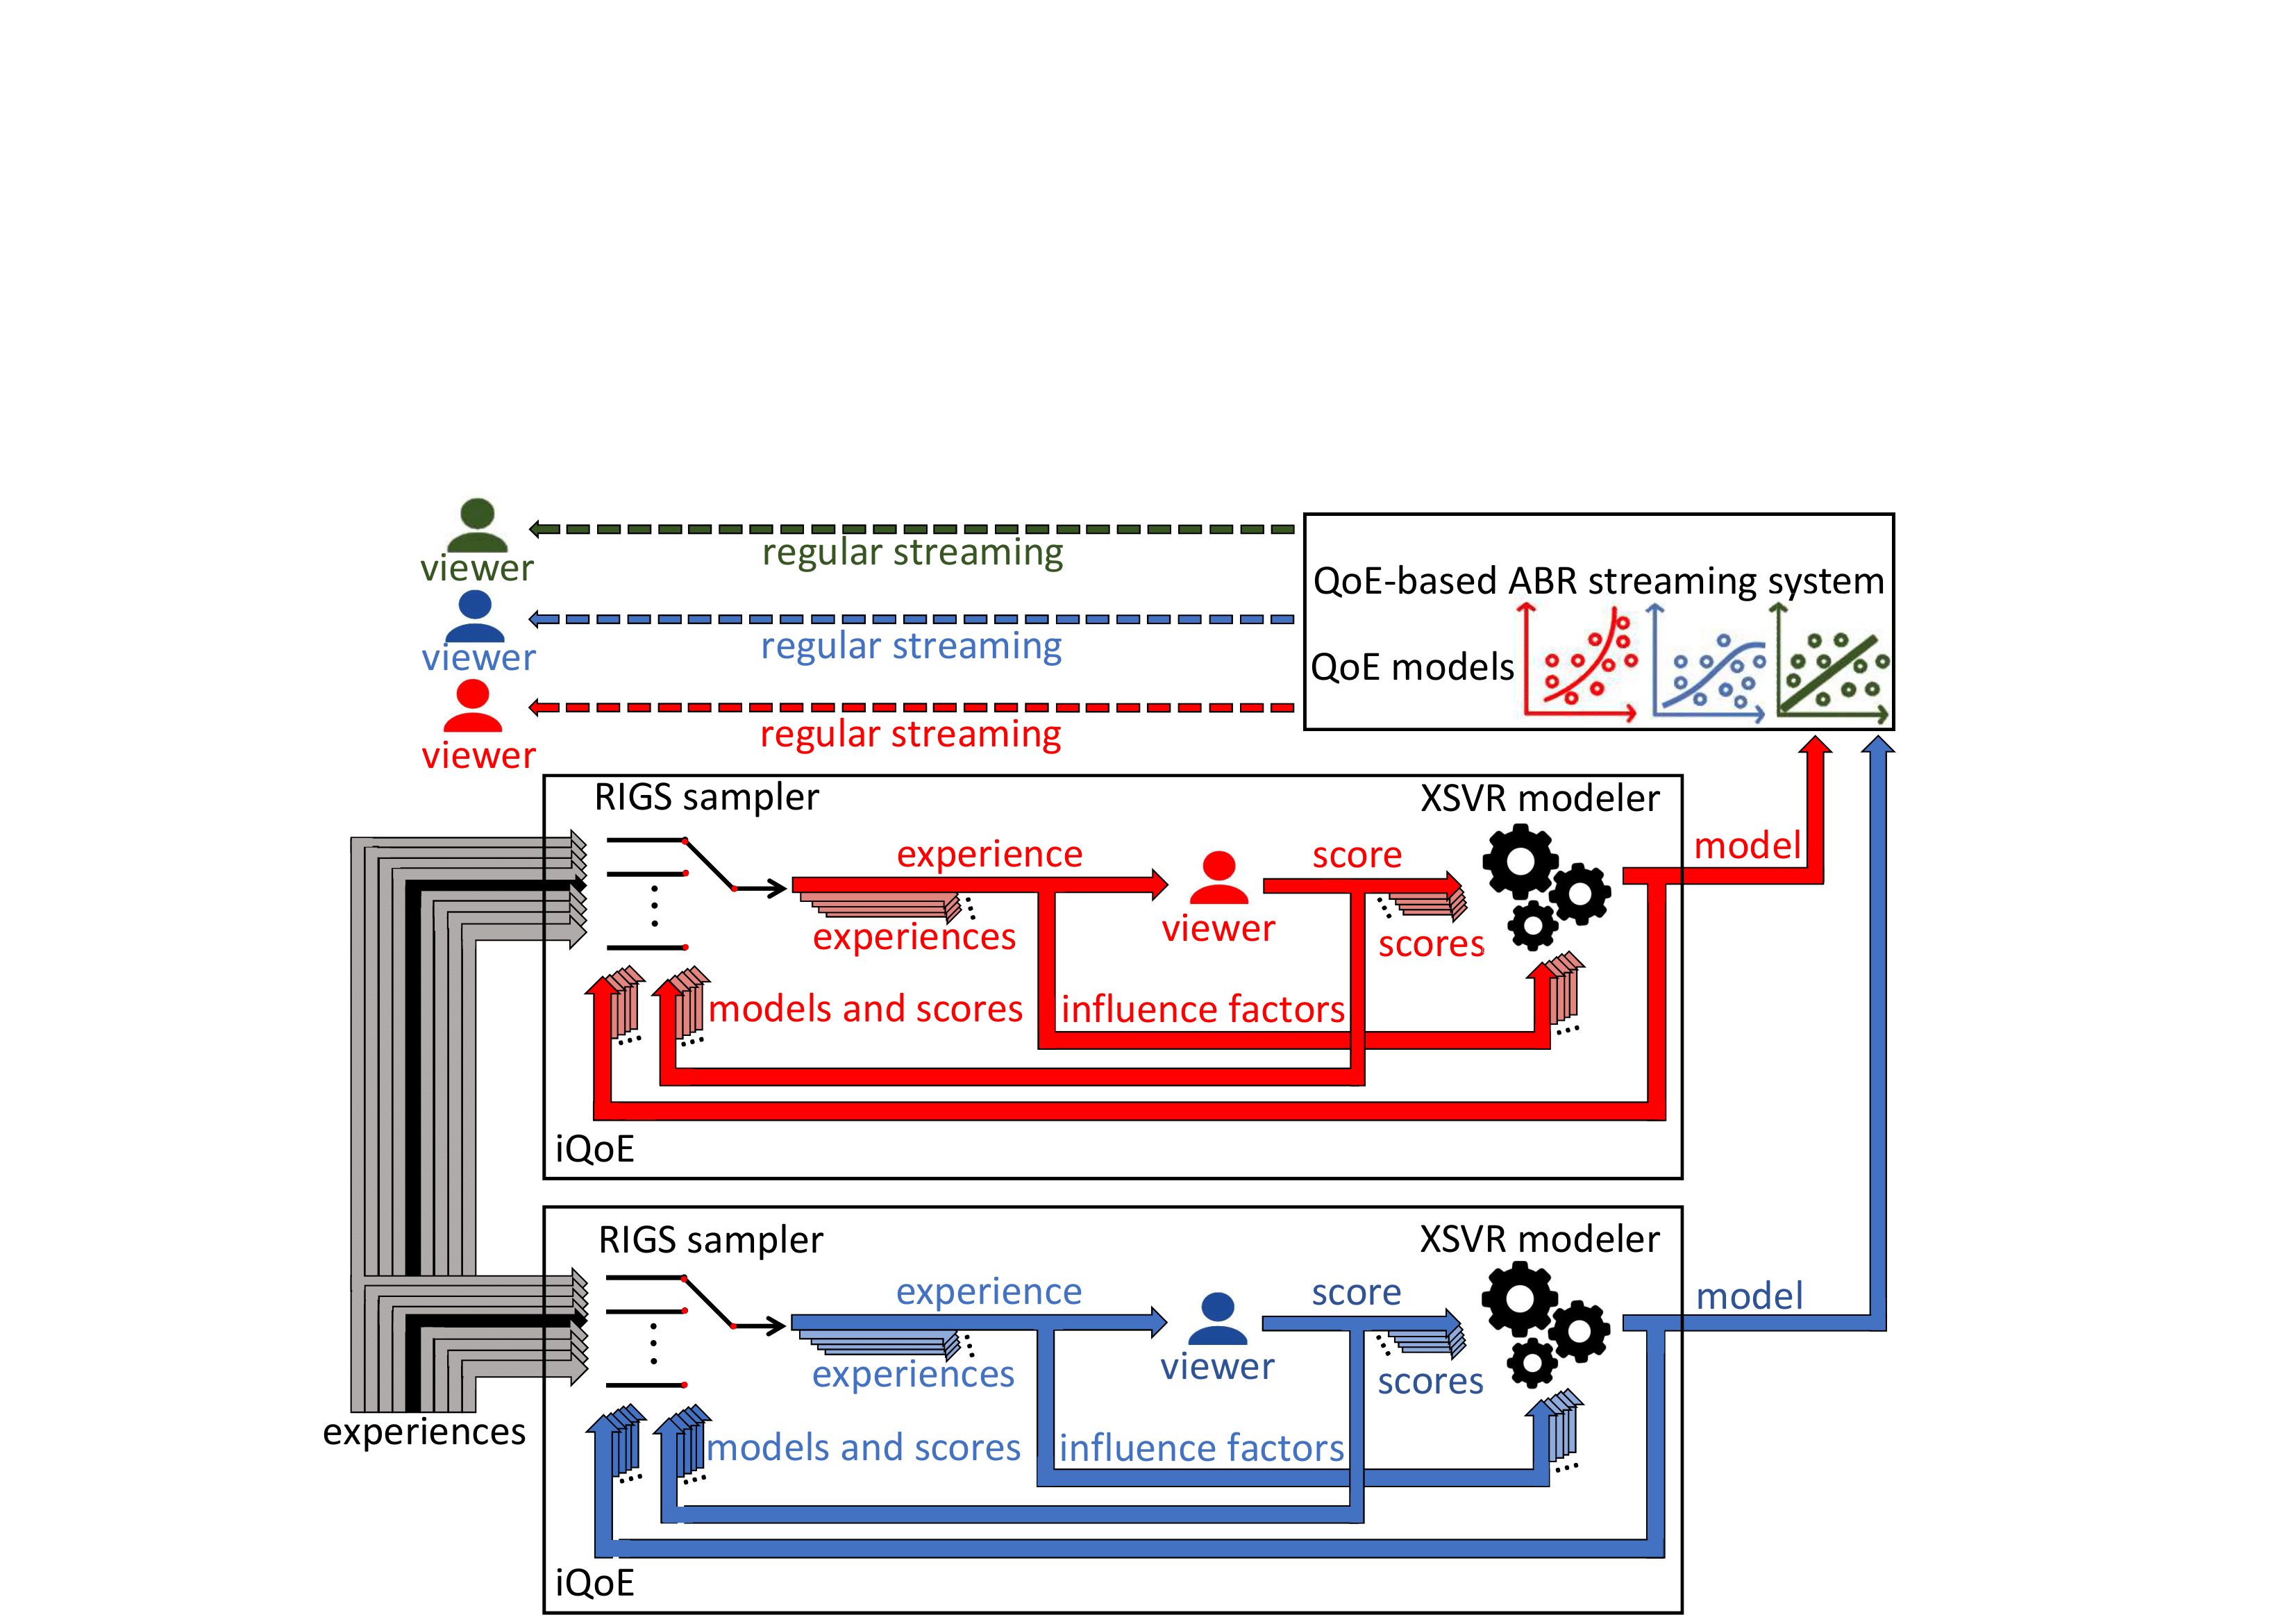 viewer
regular streaming
viewer
regular streaming
viewer
regular streaming
QoE-based ABR streaming system
QoE models
RIGS sampler
XSVR modeler
experience
score
model
experiences
viewer
scores
models and scores
influence factors
iQoE
RIGS sampler
XSVR modeler
experience
score
model
experiences
viewer
scores
experiences
models and scores
influence factors
iQoE